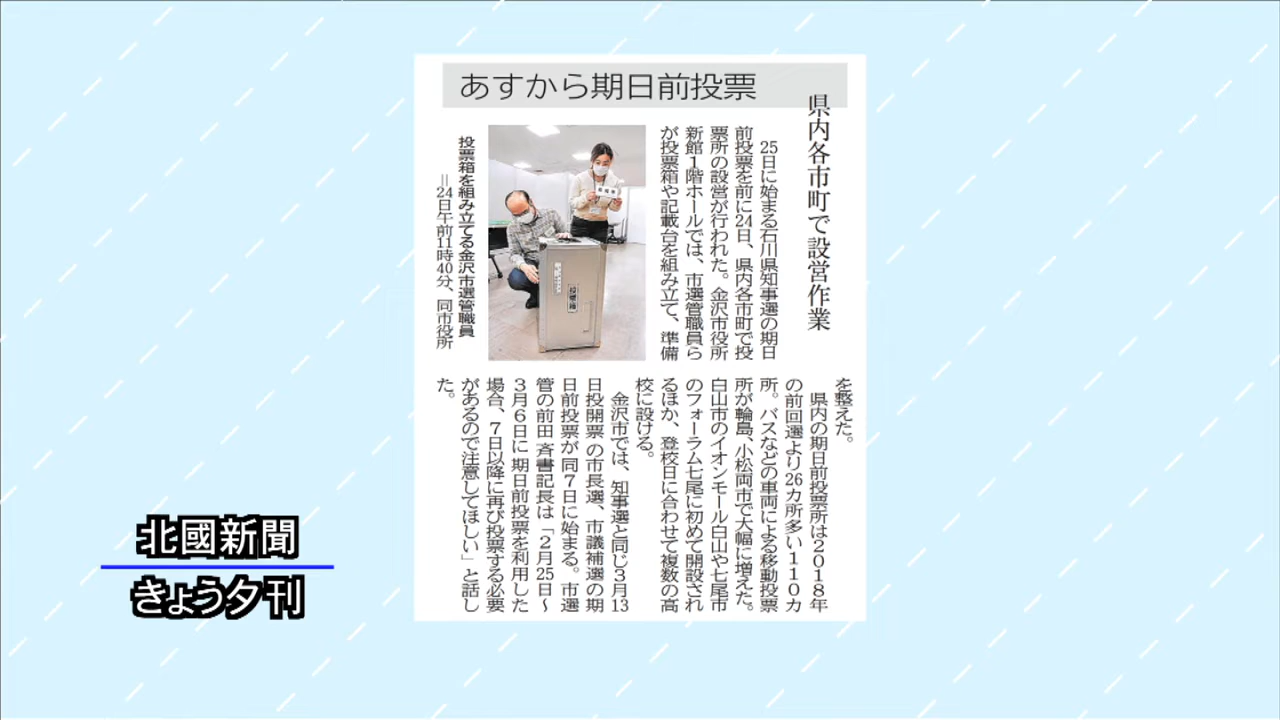 あすから期日前投票
県内各市町で設営作業
25日に始まる石川県知事選の期日
前投票を前に24日、県内各市町で投
票所の設営が行われた。金沢市役所
新館1階ホールでは、市選管職員ら
が投票箱や記載台を組み立て、準備
投票箱を組み立てる金沢市選管職員
=24日午前11時40分、同市役所
投票箱
を整えた。
県内の期日前投票所は2018年
の前回選より26カ所多い110カ
所。バスなどの車両による移動投票
所が輪島、小松両市で大幅に増えた。
白山市のイオンモール白山や七尾市
のフォーラム七尾に初めて開設され
るほか、登校日に合わせて複数の高
校に設ける。
金沢市では、知事選と同じ3月13
日投開票の市長選、市議補選の期
日前投票が同7日に始まる。市選
管の前田斉書記長は「2月25日~
3月6日に期日前投票を利用した
場合、7日以降に再び投票する必要
があるので注意してほしい」と話し
た。
北國新聞
きょう夕刊